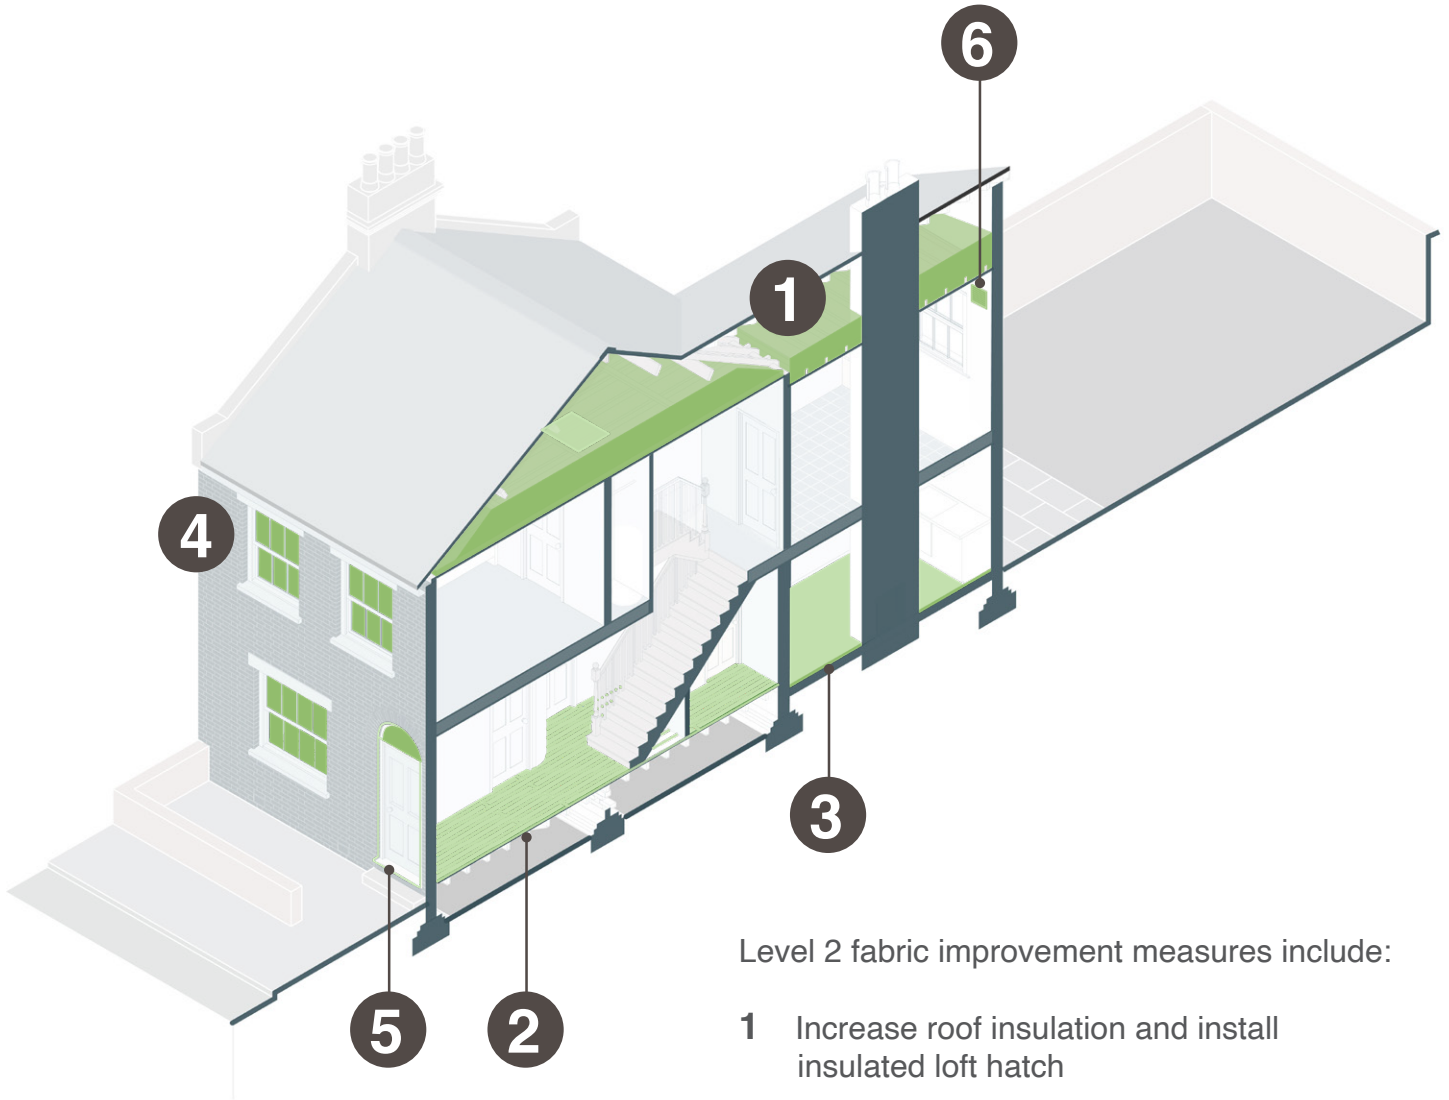 6
1
4
3
5
2
Level 2 fabric improvement measures include:
1 Increase roof insulation and install
insulated loft hatch